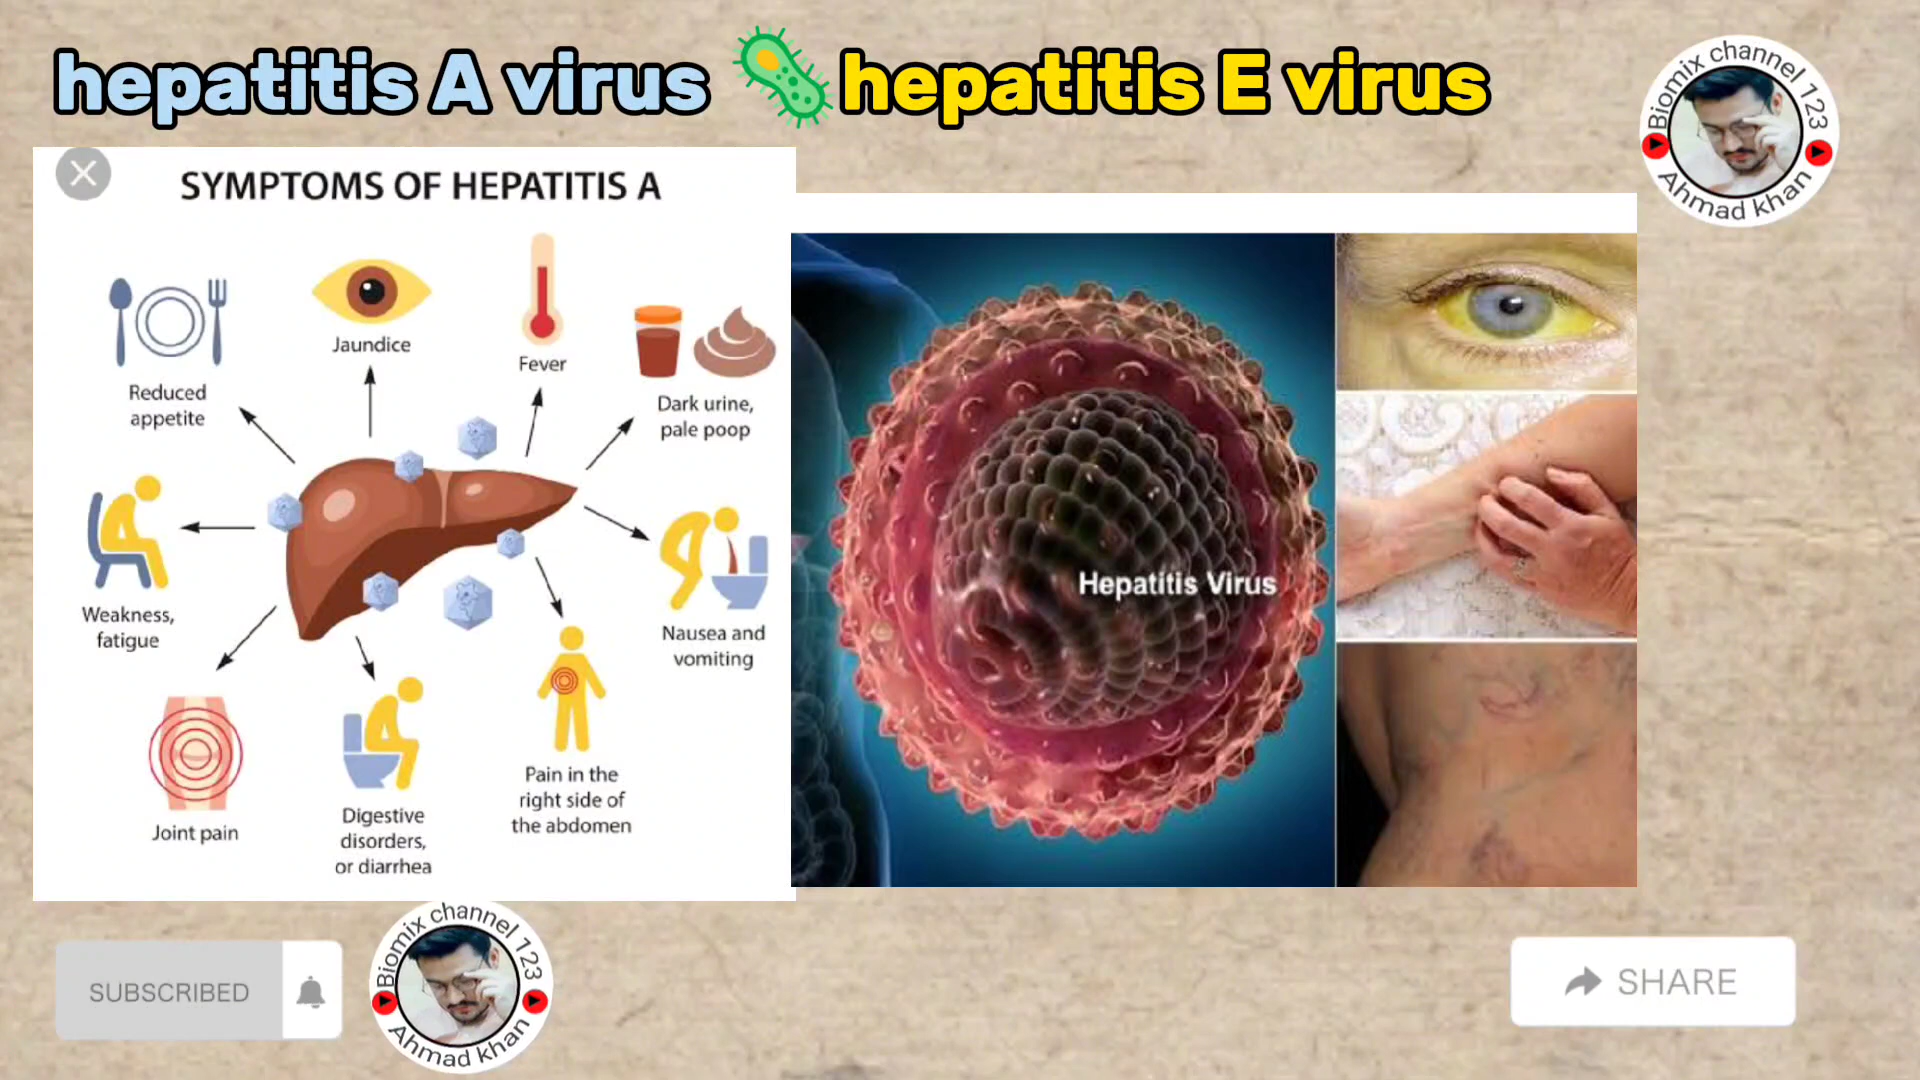 hepatitis A virus 🦠 hepatitis E virus
Biomix channel 123
Ahmad khan
SYMPTOMS OF HEPATITIS A
Reduced
appetite
Jaundice
Fever
Dark urine,
pale poop
Weakness,
fatigue
Nausea and
vomiting
Joint pain
Digestive
disorders,
or diarrhea
Pain in the
right side of
the abdomen
Hepatitis Virus
SUBSCRIBED
Biomix channel 123
Ahmad khan
SHARE